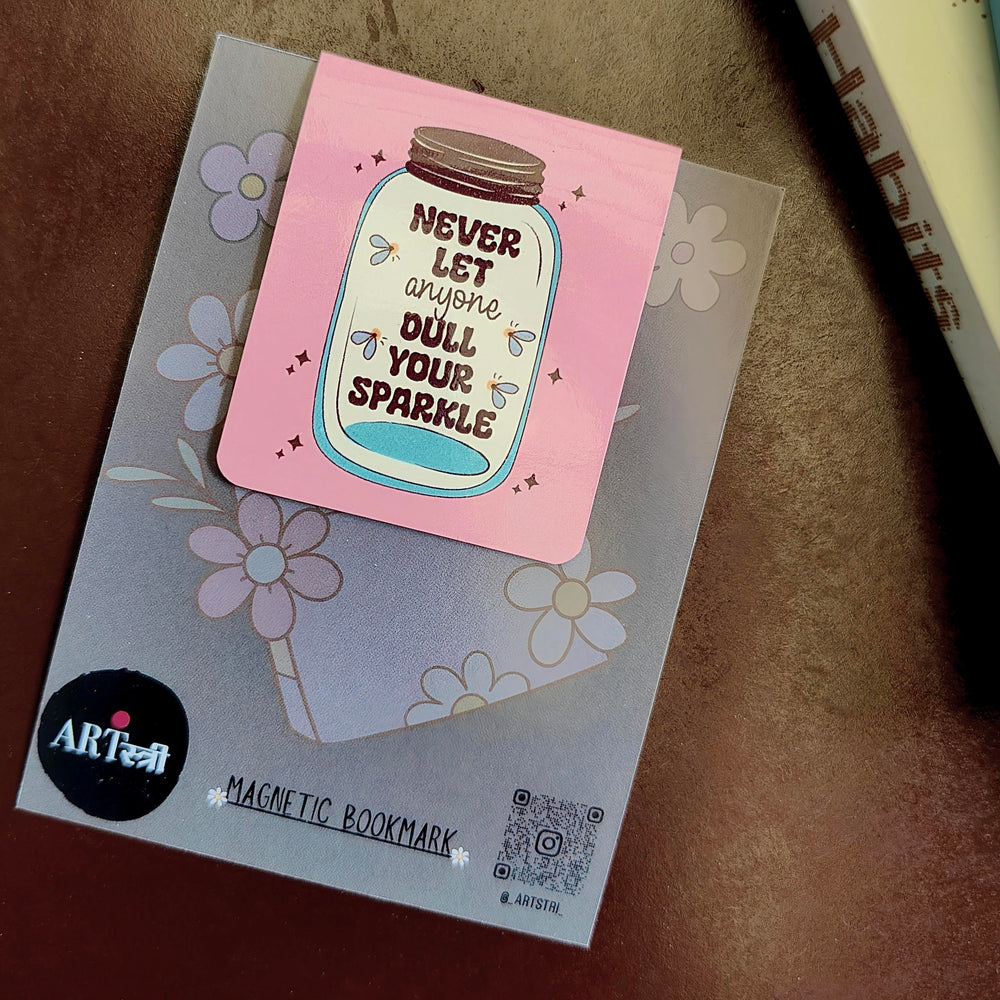 NEVER
LET
anyone
DULL
YOUR
SPARKLE
ARTस्त्री
MAGNETIC BOOKMARK
@_ARTSTRI_
Habits